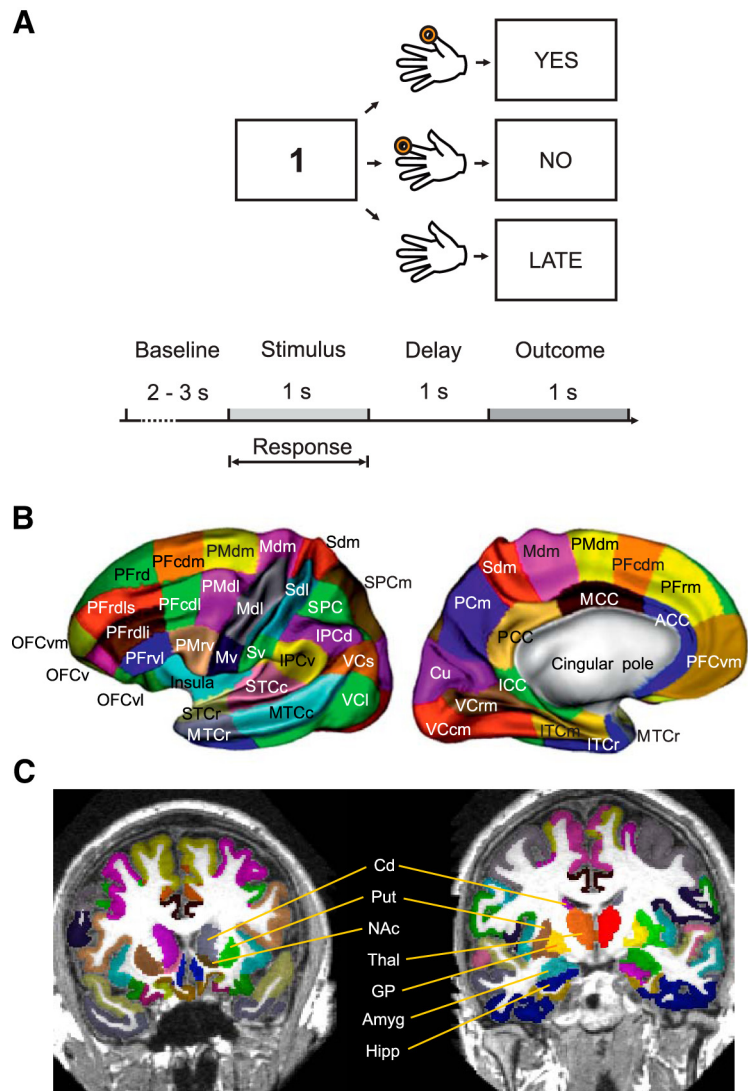 A
YES
1
NO
LATE
Baseline Stimulus Delay Outcome
2 - 3 s 1 s 1 s 1 s
Response
B
PFrd
PFcdm
PMdm
Mdm
Sdm
PFrdls
PFcdl
PMdl
Mdl
Sdl
SPC
SPCm
PFrdli
OFCvm
PFrvl
PMrv
Mv
Sv
IPCv
IPCd
VCs
OFCv
OFCvl
Insula
STCc
STCr
MTCc
VCl
MTCr
Sdm
Mdm
PMdm
PFcdm
PFrm
PCm
MCC
ACC
PCC
Cingular pole
PFCvm
Cu
ICC
VCrm
VCcm
ITCm
ITCr
MTCr
C
Cd
Put
NAc
Thal
GP
Amyg
Hipp